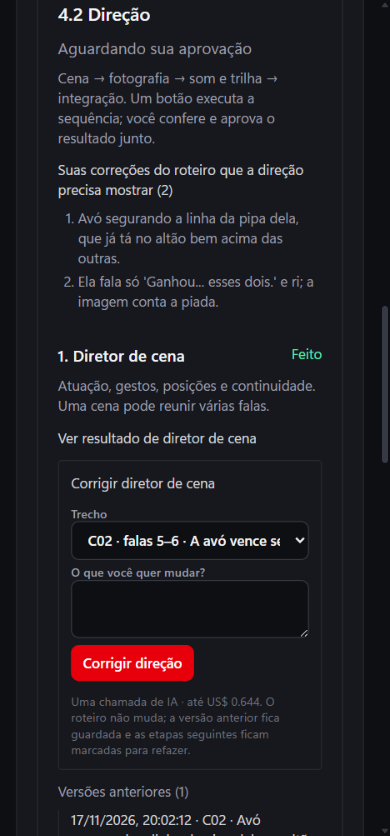 4.2 Direção
Aguardando sua aprovação
Cena → fotografia → som e trilha →
integração. Um botão executa a
sequência; você confere e aprova o
resultado junto.
Suas correções do roteiro que a direção
precisa mostrar (2)
1. Avó segurando a linha da pipa dela,
que já tá no altão bem acima das
outras.
2. Ela fala só 'Ganhou... esses dois.' e ri; a
imagem conta a piada.
1. Diretor de cena
Feito
Atuação, gestos, posições e continuidade.
Uma cena pode reunir várias falas.
Ver resultado de diretor de cena
Corrigir diretor de cena
Trecho
C02 · falas 5–6 · A avó vence se
O que você quer mudar?
Corrigir direção
Uma chamada de IA · até US$ 0.644. O
roteiro não muda; a versão anterior fica
guardada e as etapas seguintes ficam
marcadas para refazer.
Versões anteriores (1)
17/11/2026, 20:02:12 · C02 · Avó